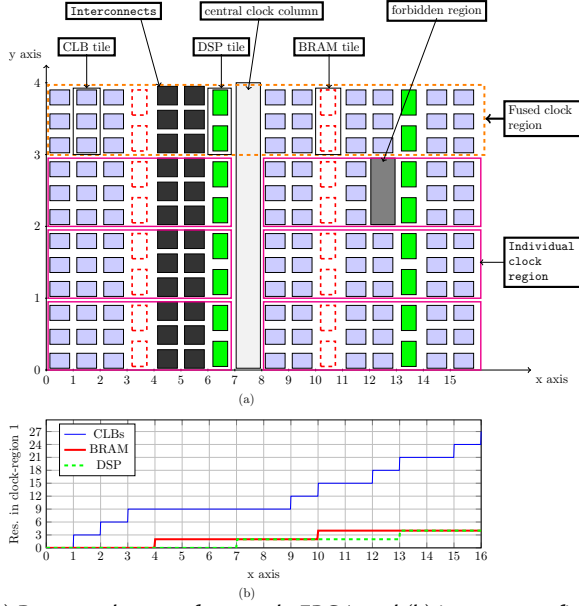 Interconnects
central clock column
forbidden region
CLB tile
DSP tile
BRAM tile
y axis
4
3
2
1
0
Fused clock
region
Individual
clock
region
0 1 2 3 4 5 6 7 8 9 10 11 12 13 14 15
x axis
(a)
Res. in clock-region 1
27
24
21
18
15
12
9
6
3
0
CLBs
BRAM
DSP
0 1 2 3 4 5 6 7 8 9 10 11 12 13 14 15 16
x axis
(b)